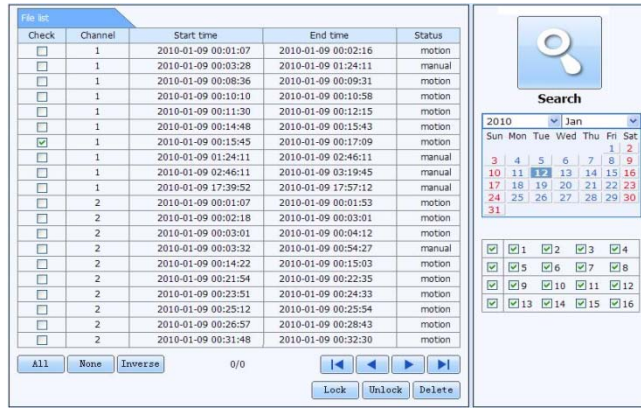 File list
Check Channel Start time End time Status
1 2010-01-09 00:01:07 2010-01-09 00:02:16 motion
1 2010-01-09 00:03:28 2010-01-09 01:24:11 manual
1 2010-01-09 00:08:36 2010-01-09 00:09:31 motion
1 2010-01-09 00:10:10 2010-01-09 00:10:58 motion
1 2010-01-09 00:11:30 2010-01-09 00:12:15 motion
1 2010-01-09 00:14:48 2010-01-09 00:15:43 motion
1 2010-01-09 00:15:45 2010-01-09 00:17:09 motion
1 2010-01-09 01:24:11 2010-01-09 02:46:11 manual
1 2010-01-09 02:46:11 2010-01-09 03:19:45 manual
1 2010-01-09 17:39:52 2010-01-09 17:57:12 manual
2 2010-01-09 00:01:07 2010-01-09 00:01:53 motion
2 2010-01-09 00:02:18 2010-01-09 00:03:01 motion
2 2010-01-09 00:03:01 2010-01-09 00:04:12 motion
2 2010-01-09 00:03:32 2010-01-09 00:54:27 manual
2 2010-01-09 00:14:22 2010-01-09 00:15:03 motion
2 2010-01-09 00:21:54 2010-01-09 00:22:35 motion
2 2010-01-09 00:23:51 2010-01-09 00:24:33 motion
2 2010-01-09 00:25:12 2010-01-09 00:25:54 motion
2 2010-01-09 00:26:57 2010-01-09 00:28:43 motion
2 2010-01-09 00:31:48 2010-01-09 00:32:30 motion
All None Inverse 0/0
Lock Unlock Delete
Search
2010 Jan
Sun Mon Tue Wed Thu Fri Sat
1 2
3 4 5 6 7 8 9
10 11 12 13 14 15 16
17 18 19 20 21 22 23
24 25 26 27 28 29 30
31
1 2 3 4
5 6 7 8
9 10 11 12
13 14 15 16